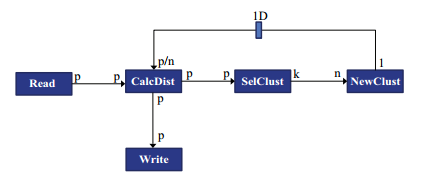 1D
p/n
Read p p CalcDist p p SelClust k n NewClust 1
p
p
Write